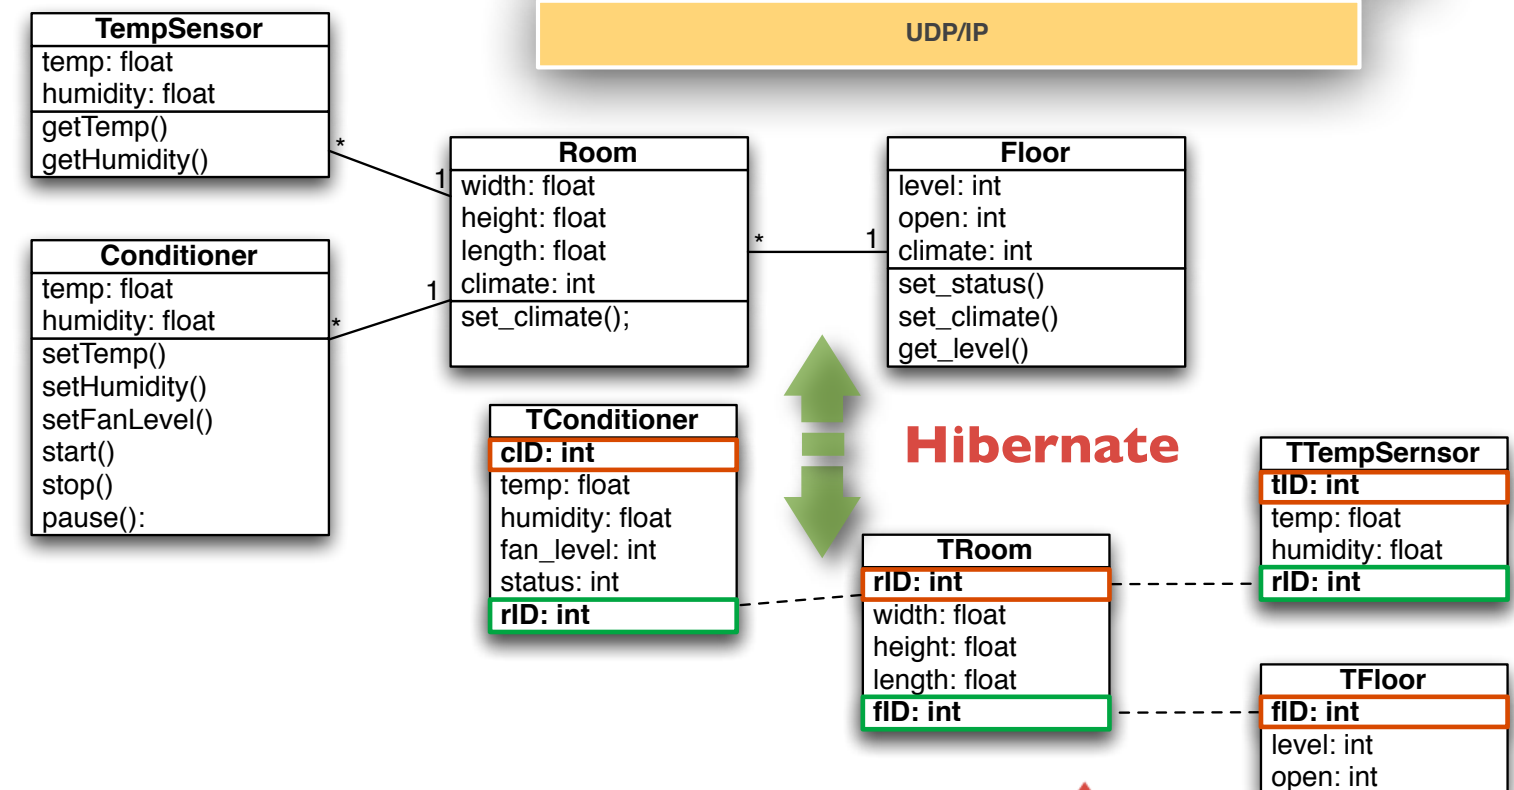 UDP/IP
TempSensor
temp: float
humidity: float
getTemp()
getHumidity()
*
1
Room
width: float
height: float
length: float
climate: int
set_climate();
*
1
Floor
level: int
open: int
climate: int
set_status()
set_climate()
get_level()
Conditioner
temp: float
humidity: float
setTemp()
setHumidity()
setFanLevel()
start()
stop()
pause():
*
1
TConditioner
cID: int
temp: float
humidity: float
fan_level: int
status: int
rID: int
Hibernate
TRoom
rID: int
width: float
height: float
length: float
fID: int
TTempSernsor
tID: int
temp: float
humidity: float
rID: int
TFloor
fID: int
level: int
open: int